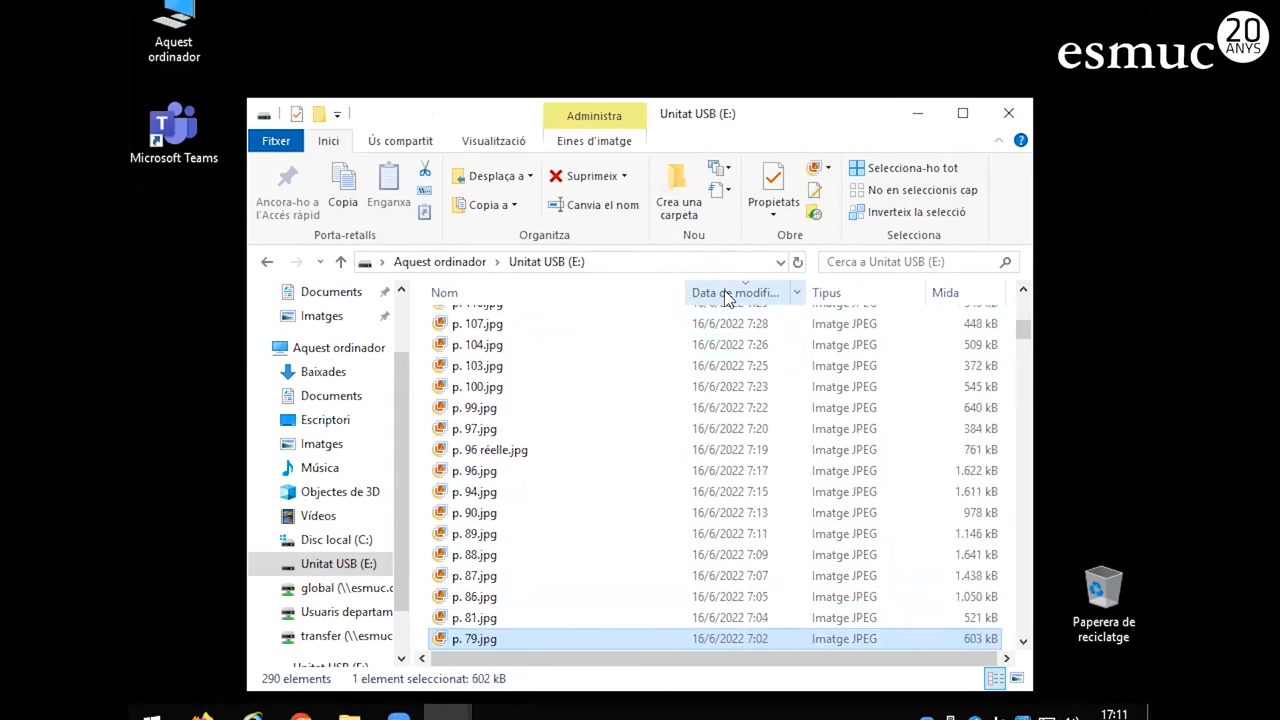 Aquest
ordinador
Microsoft Teams
esmuc 20
ANYS
Administra
Unitat USB (E:)
Fitxer Inici Ús compartit Visualització Eines d'imatge
Ancora-ho a
l'Accés ràpid
Copia
Enganxa
Porta-retalls
Desplaça a
Copia a
Suprimeix
Canvia el nom
Organitza
Crea una
carpeta
Nou
Propietats
Obre
Selecciona-ho tot
No en seleccionis cap
Inverteix la selecció
Selecciona
Aquest ordinador > Unitat USB (E:)
Cerca a Unitat USB (E:)
Documents
Imatges
Aquest ordinador
Baixades
Documents
Escriptori
Imatges
Música
Objectes de 3D
Vídeos
Disc local (C:)
Unitat USB (E:)
global (\\esmuc.c
Usuaris departam
transfer (\\esmuc
Unitat USB (E:)
Nom Data de modifi... Tipus Mida
p. 107.jpg 16/6/2022 7:28 Imatge JPEG 448 kB
p. 104.jpg 16/6/2022 7:26 Imatge JPEG 509 kB
p. 103.jpg 16/6/2022 7:25 Imatge JPEG 372 kB
p. 100.jpg 16/6/2022 7:23 Imatge JPEG 545 kB
p. 99.jpg 16/6/2022 7:22 Imatge JPEG 640 kB
p. 97.jpg 16/6/2022 7:20 Imatge JPEG 384 kB
p. 96 réelle.jpg 16/6/2022 7:19 Imatge JPEG 761 kB
p. 96.jpg 16/6/2022 7:17 Imatge JPEG 1.622 kB
p. 94.jpg 16/6/2022 7:15 Imatge JPEG 1.611 kB
p. 90.jpg 16/6/2022 7:13 Imatge JPEG 978 kB
p. 89.jpg 16/6/2022 7:11 Imatge JPEG 1.146 kB
p. 88.jpg 16/6/2022 7:09 Imatge JPEG 1.641 kB
p. 87.jpg 16/6/2022 7:07 Imatge JPEG 1.438 kB
p. 86.jpg 16/6/2022 7:05 Imatge JPEG 1.050 kB
p. 81.jpg 16/6/2022 7:04 Imatge JPEG 521 kB
p. 79.jpg 16/6/2022 7:02 Imatge JPEG 603 kB
290 elements 1 element seleccionat: 602 kB
Paperera de
reciclatge
17:11